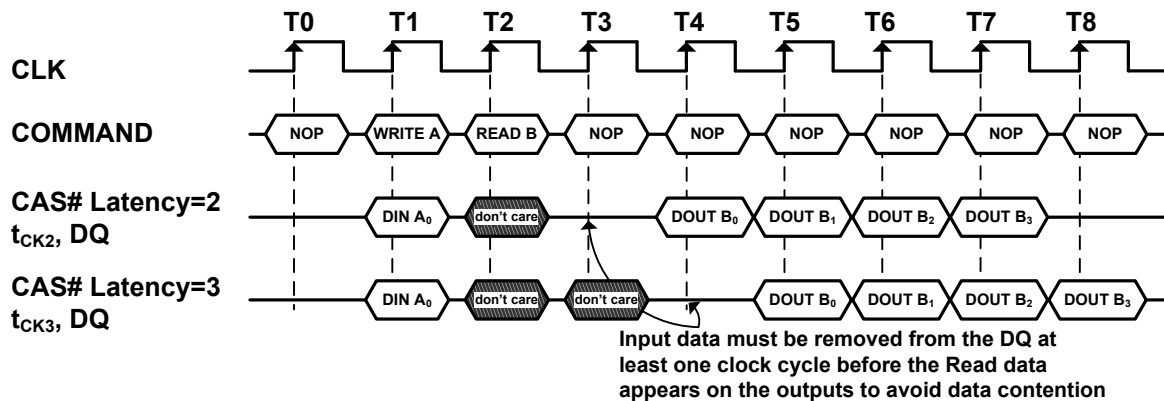 T0 T1 T2 T3 T4 T5 T6 T7 T8
CLK
COMMAND NOP WRITE A READ B NOP NOP NOP NOP NOP NOP
CAS# Latency=2
tCK2, DQ DIN A0 don't care DOUT B0 DOUT B1 DOUT B2 DOUT B3
CAS# Latency=3
tCK3, DQ DIN A0 don't care don't care DOUT B0 DOUT B1 DOUT B2 DOUT B3
Input data must be removed from the DQ at
least one clock cycle before the Read data
appears on the outputs to avoid data contention